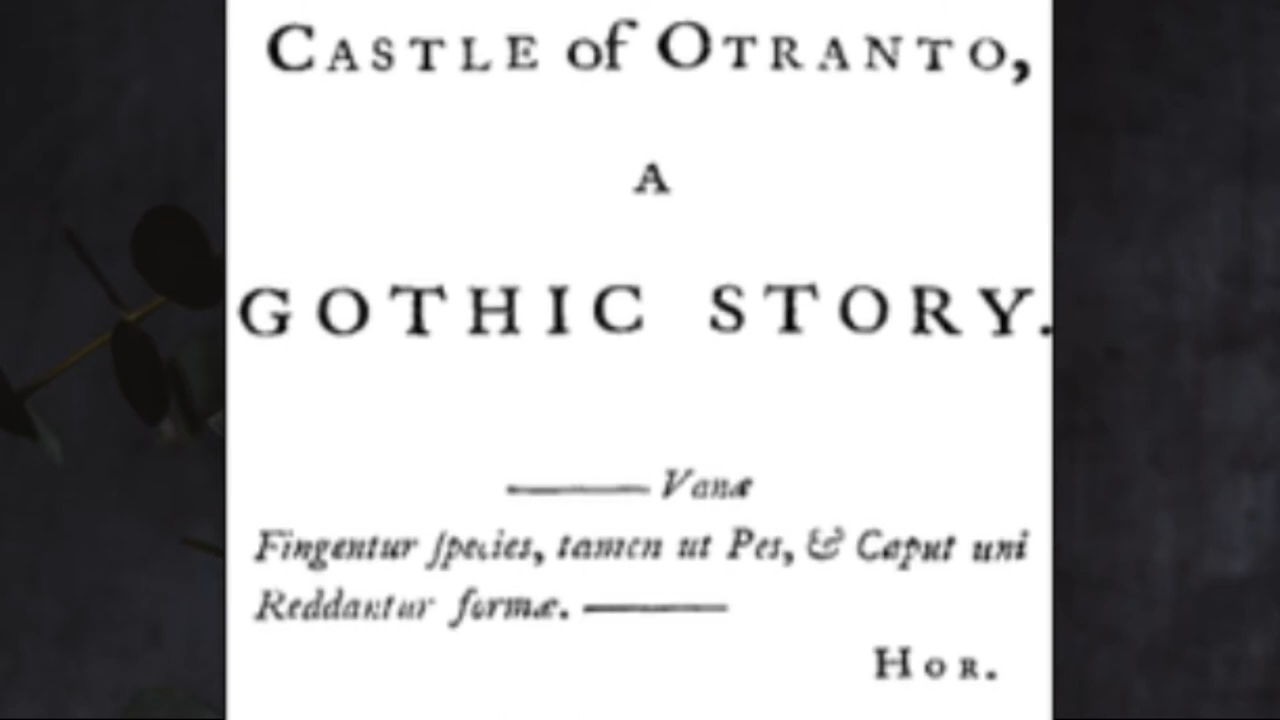 CASTLE of OTRANTO,
A
GOTHIC STORY.
——— Vanæ
Fingentur ſpecies, tamen ut Pes, & Caput uni
Reddantur formæ. ———
HOR.